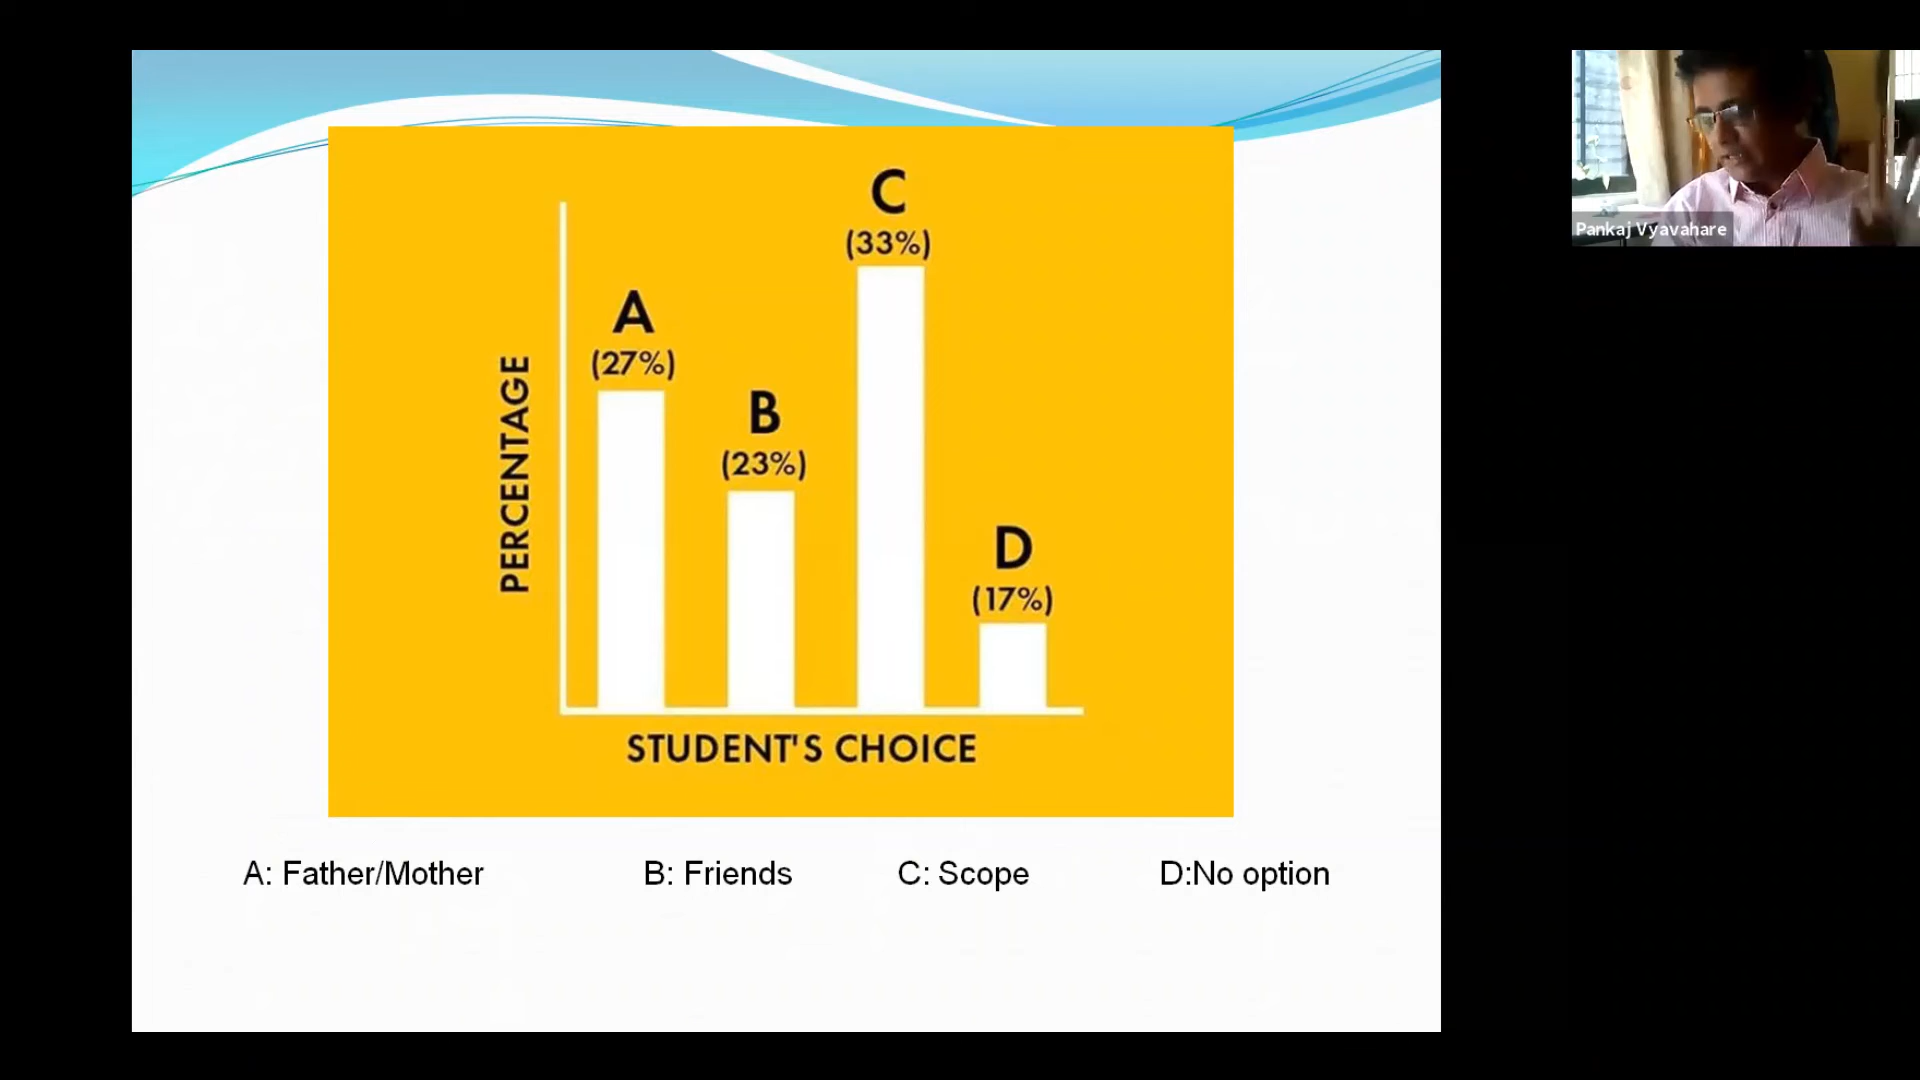 C
(33%)
A
(27%)
B
(23%)
D
(17%)
PERCENTAGE
STUDENT'S CHOICE
A: Father/Mother B: Friends C: Scope D:No option
Pankaj Vyavahare